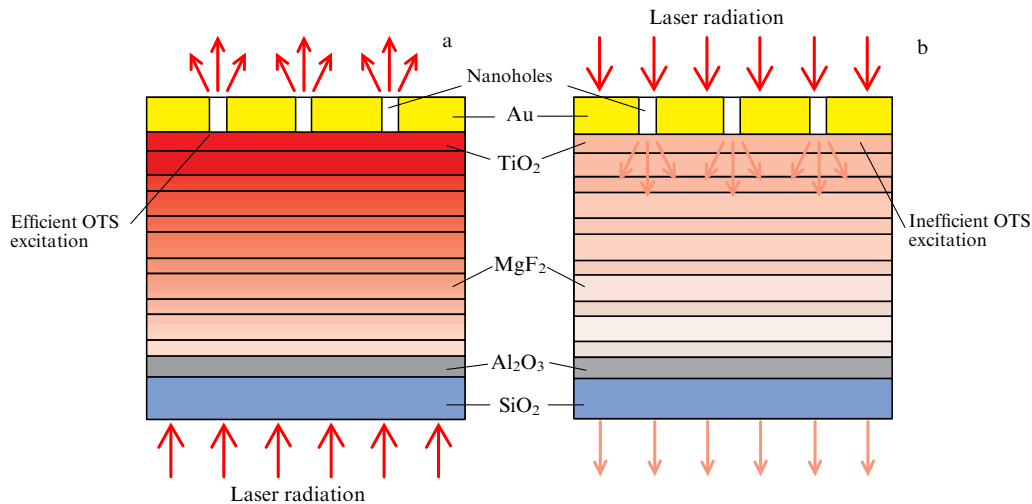 Laser radiation
a
b
Nanoholes
Au
TiO₂
Efficient OTS
excitation
Inefficient OTS
excitation
MgF₂
Al₂O₃
SiO₂
Laser radiation